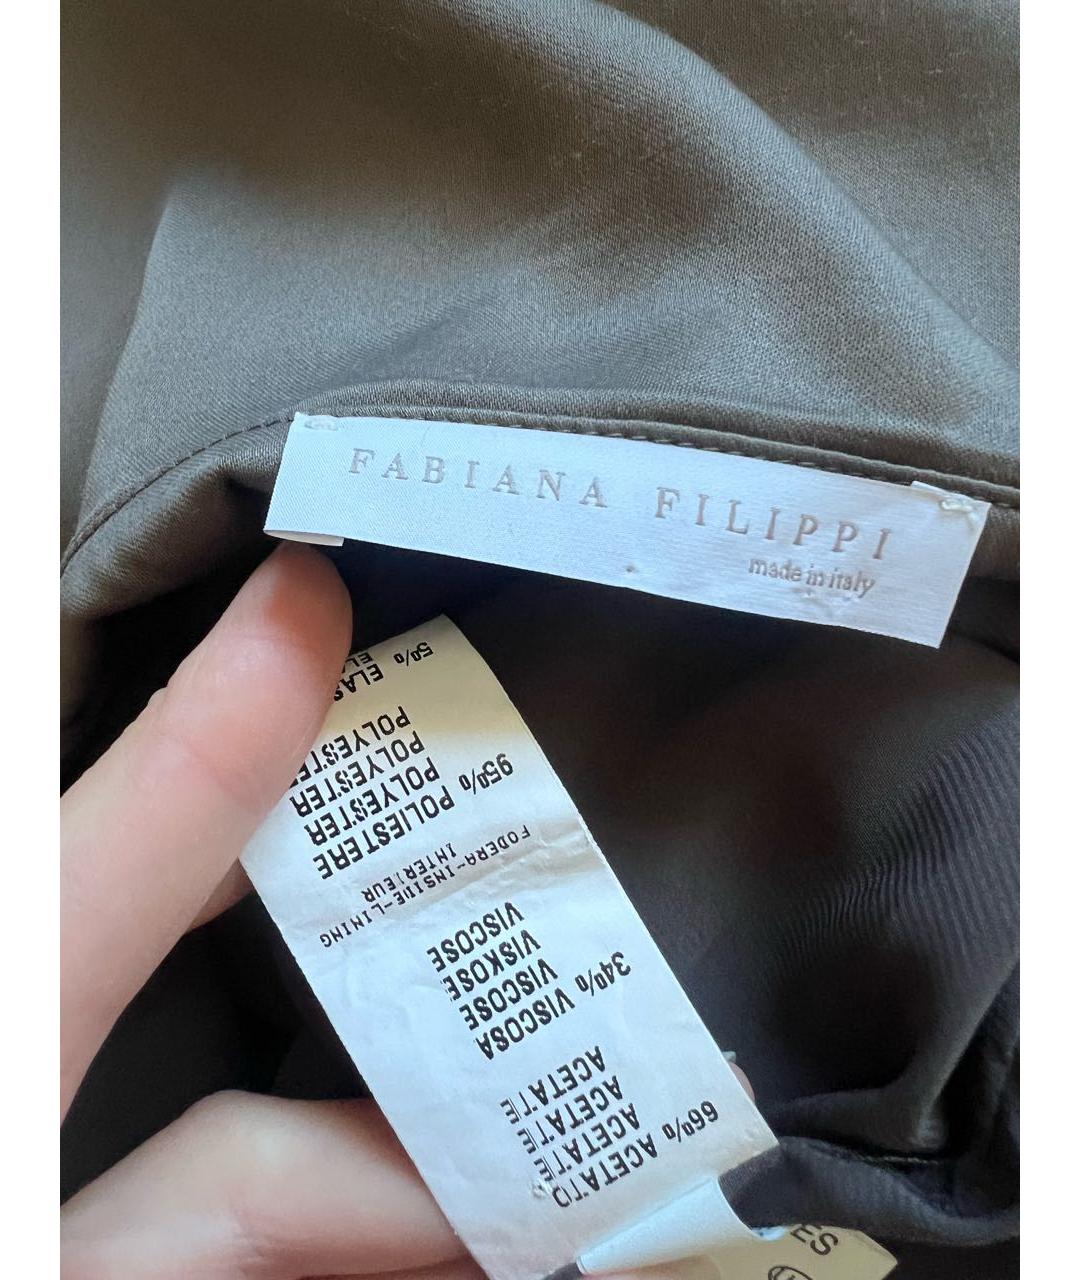 FABIANA FILIPPI
made in italy
66% ACETATO
ACETATE
ACETATE
ACETATE
34% VISCOSA
VISCOSE
VISKOSE
VISCOSE
FODERA-INSIDE-LINING
INTERIEUR
95% POLIESTERE
POLYESTER
POLYESTER
POLYESTER
5%